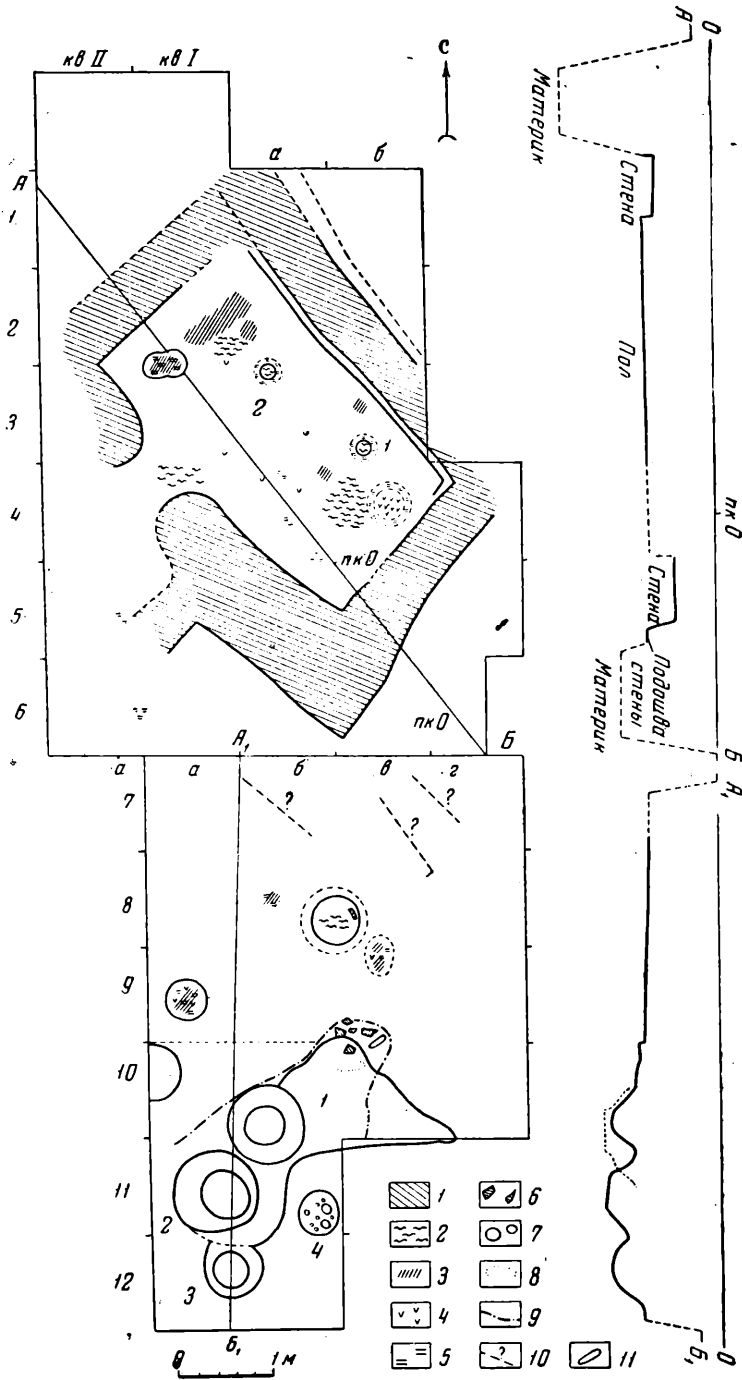 кв II кв I
С
а б
А
1
2
3
4
5
6
2
1
пк 0
пк 0
А₁ Б
а а б в г
7
8
9
10
11
12
? ? ?
1
2
3
4
Б₁
0 1 м
1
2
3
4
5
6
7
8
9
? 10
11
А 0
Материк
Стена
Пол
пк 0
Стена
Подошва стены
Материк
Б
А₁
Б₁ 0